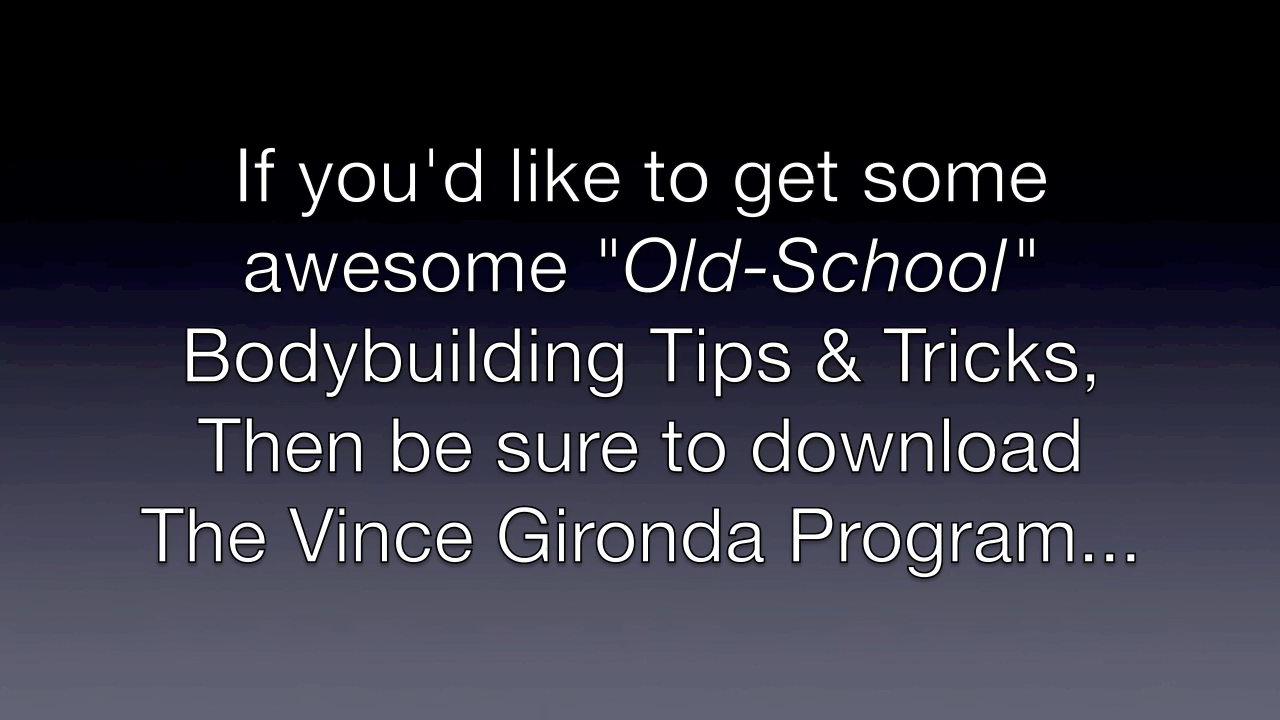 If you'd like to get some
awesome "Old-School"
Bodybuilding Tips & Tricks,
Then be sure to download
The Vince Gironda Program...